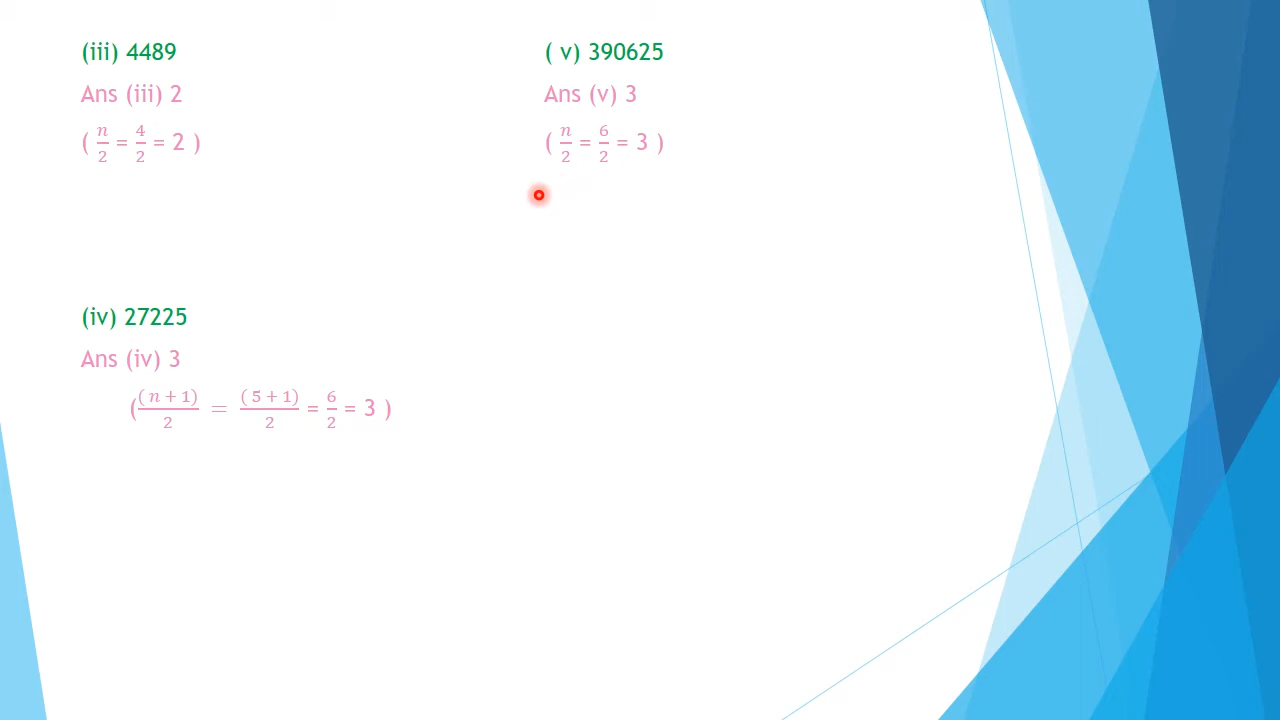 (iii) 4489
Ans (iii) 2
( n/2 = 4/2 = 2 )
(iv) 27225
Ans (iv) 3
(( n + 1)/2 = ( 5 + 1)/2 = 6/2 = 3 )
( v) 390625
Ans (v) 3
( n/2 = 6/2 = 3 )